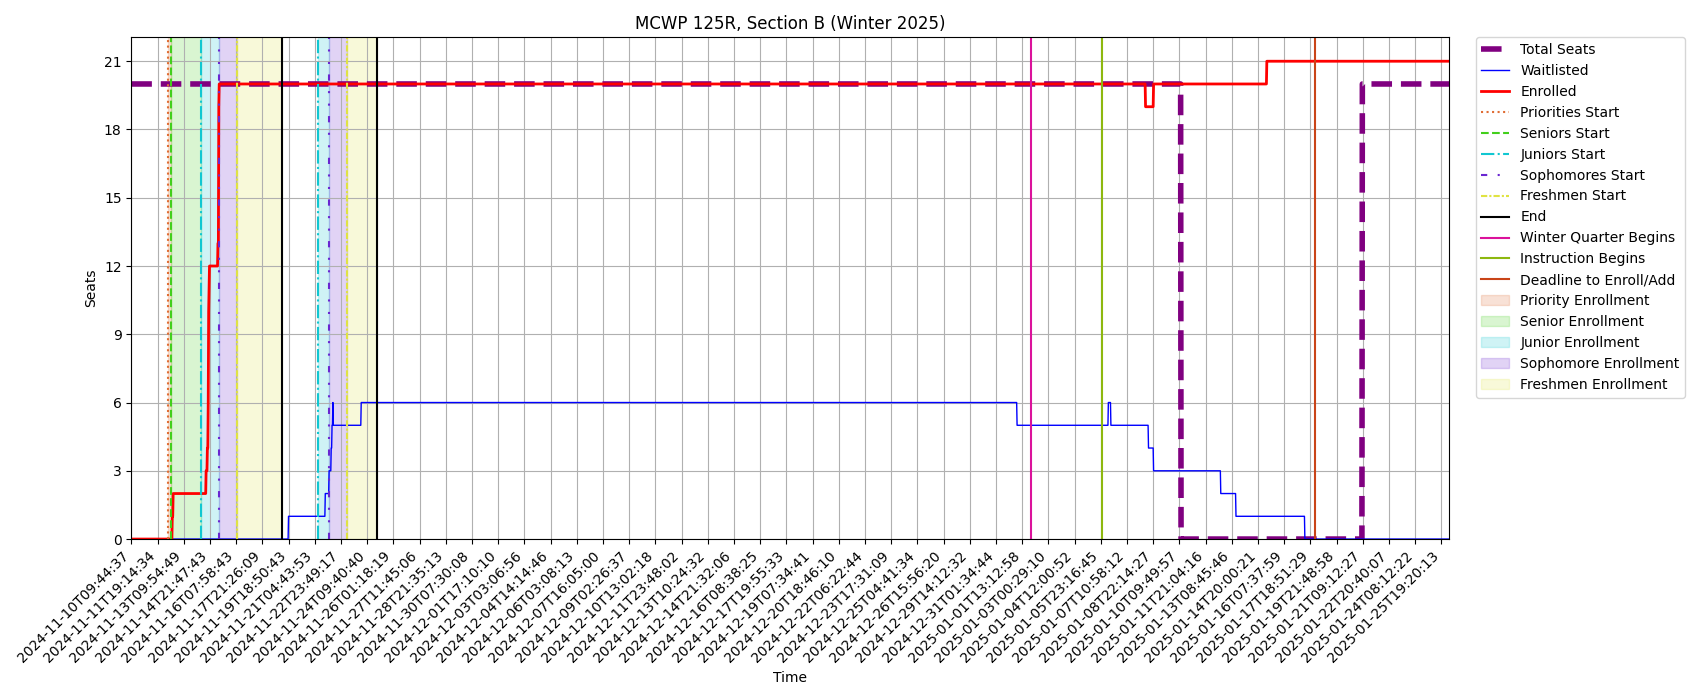 MCWP 125R, Section B (Winter 2025)
Seats
21
18
15
12
9
6
3
0
2024-11-10T09:44:37
2024-11-11T19:14:34
2024-11-13T09:54:49
2024-11-14T21:47:43
2024-11-16T07:58:43
2024-11-17T21:26:09
2024-11-19T18:50:43
2024-11-21T04:43:53
2024-11-22T23:49:17
2024-11-24T09:40:40
2024-11-26T01:18:19
2024-11-27T11:45:06
2024-11-28T21:35:13
2024-11-30T07:30:08
2024-12-01T17:10:10
2024-12-03T03:06:56
2024-12-04T14:14:46
2024-12-06T03:08:13
2024-12-07T16:05:00
2024-12-09T02:26:37
2024-12-10T13:02:18
2024-12-11T23:48:02
2024-12-13T10:24:32
2024-12-14T21:32:06
2024-12-16T08:38:25
2024-12-17T19:55:33
2024-12-19T07:34:41
2024-12-20T18:46:10
2024-12-22T06:22:44
2024-12-23T17:31:09
2024-12-25T04:41:34
2024-12-26T15:56:20
2024-12-29T14:12:32
2024-12-31T01:34:44
2025-01-01T13:12:58
2025-01-03T00:29:10
2025-01-04T12:00:52
2025-01-05T23:16:45
2025-01-07T10:58:12
2025-01-08T22:14:27
2025-01-10T09:49:57
2025-01-11T21:04:16
2025-01-13T08:45:46
2025-01-14T20:00:21
2025-01-16T07:37:59
2025-01-17T18:51:29
2025-01-19T21:48:58
2025-01-21T09:12:27
2025-01-22T20:40:07
2025-01-24T08:12:22
2025-01-25T19:20:13
Time
Total Seats
Waitlisted
Enrolled
Priorities Start
Seniors Start
Juniors Start
Sophomores Start
Freshmen Start
End
Winter Quarter Begins
Instruction Begins
Deadline to Enroll/Add
Priority Enrollment
Senior Enrollment
Junior Enrollment
Sophomore Enrollment
Freshmen Enrollment